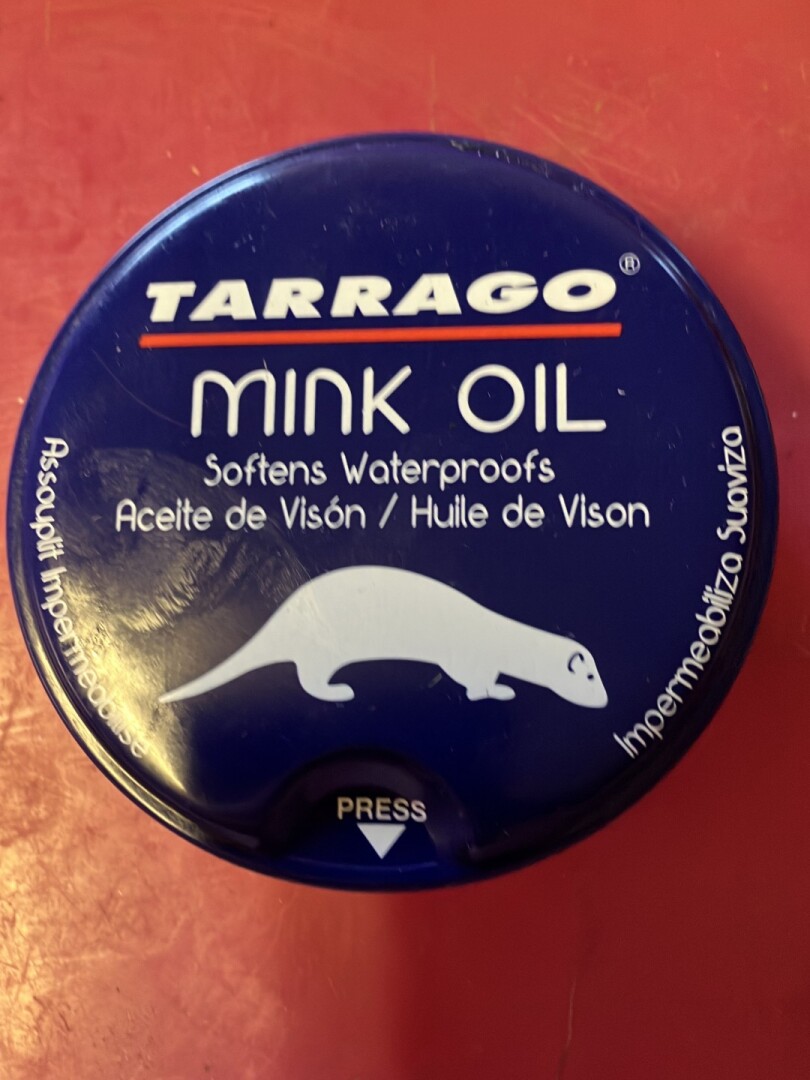 TARRAGO®
MINK OIL
Softens Waterproofs
Aceite de Visón / Huile de Vison
Assouplit Imperméabilise
Impermeabiliza Suaviza
PRESS